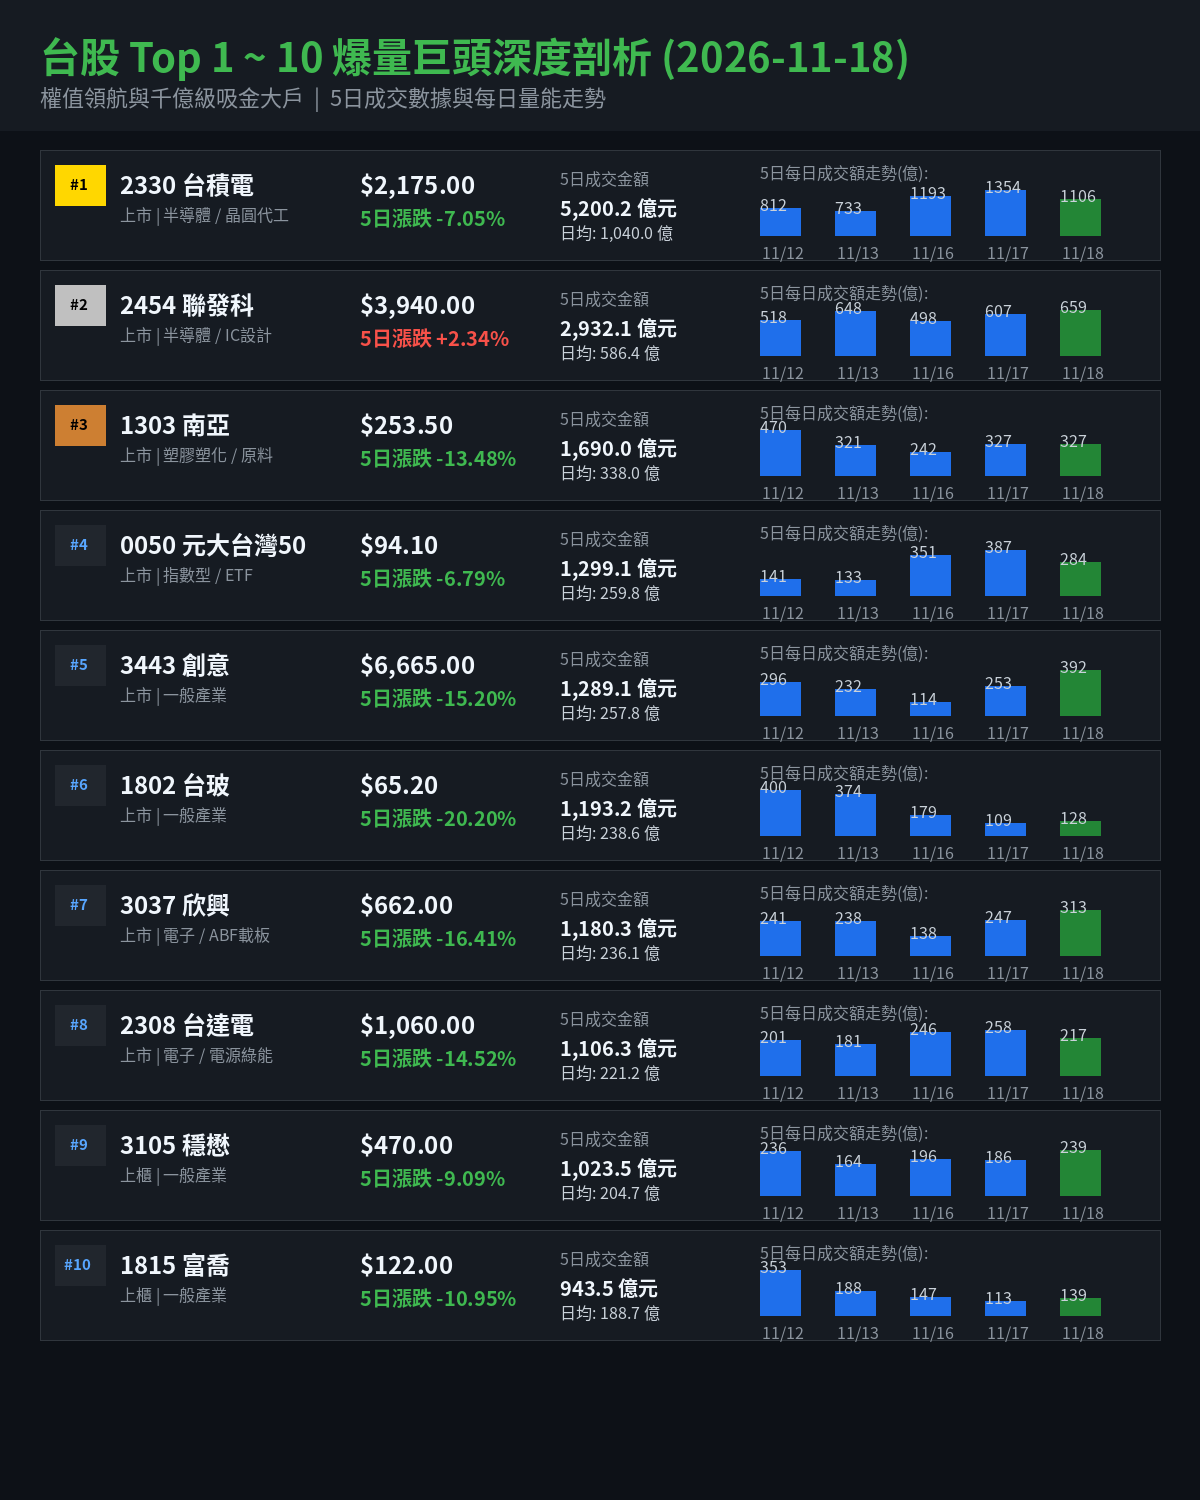 台股 Top 1 ~ 10 爆量巨頭深度剖析 (2026-11-18)
權值領航與千億級吸金大戶 | 5日成交數據與每日量能走勢
#1
2330 台積電
上市 | 半導體 / 晶圓代工
$2,175.00
5日漲跌 -7.05%
5日成交金額
5,200.2 億元
日均: 1,040.0 億
5日每日成交額走勢(億):
812 733 1193 1354 1106
11/12 11/13 11/16 11/17 11/18
#2
2454 聯發科
上市 | 半導體 / IC設計
$3,940.00
5日漲跌 +2.34%
5日成交金額
2,932.1 億元
日均: 586.4 億
5日每日成交額走勢(億):
518 648 498 607 659
11/12 11/13 11/16 11/17 11/18
#3
1303 南亞
上市 | 塑膠塑化 / 原料
$253.50
5日漲跌 -13.48%
5日成交金額
1,690.0 億元
日均: 338.0 億
5日每日成交額走勢(億):
470 321 242 327 327
11/12 11/13 11/16 11/17 11/18
#4
0050 元大台灣50
上市 | 指數型 / ETF
$94.10
5日漲跌 -6.79%
5日成交金額
1,299.1 億元
日均: 259.8 億
5日每日成交額走勢(億):
141 133 351 387 284
11/12 11/13 11/16 11/17 11/18
#5
3443 創意
上市 | 一般產業
$6,665.00
5日漲跌 -15.20%
5日成交金額
1,289.1 億元
日均: 257.8 億
5日每日成交額走勢(億):
296 232 114 253 392
11/12 11/13 11/16 11/17 11/18
#6
1802 台玻
上市 | 一般產業
$65.20
5日漲跌 -20.20%
5日成交金額
1,193.2 億元
日均: 238.6 億
5日每日成交額走勢(億):
400 374 179 109 128
11/12 11/13 11/16 11/17 11/18
#7
3037 欣興
上市 | 電子 / ABF載板
$662.00
5日漲跌 -16.41%
5日成交金額
1,180.3 億元
日均: 236.1 億
5日每日成交額走勢(億):
241 238 138 247 313
11/12 11/13 11/16 11/17 11/18
#8
2308 台達電
上市 | 電子 / 電源綠能
$1,060.00
5日漲跌 -14.52%
5日成交金額
1,106.3 億元
日均: 221.2 億
5日每日成交額走勢(億):
201 181 246 258 217
11/12 11/13 11/16 11/17 11/18
#9
3105 穩懋
上櫃 | 一般產業
$470.00
5日漲跌 -9.09%
5日成交金額
1,023.5 億元
日均: 204.7 億
5日每日成交額走勢(億):
236 164 196 186 239
11/12 11/13 11/16 11/17 11/18
#10
1815 富喬
上櫃 | 一般產業
$122.00
5日漲跌 -10.95%
5日成交金額
943.5 億元
日均: 188.7 億
5日每日成交額走勢(億):
353 188 147 113 139
11/12 11/13 11/16 11/17 11/18